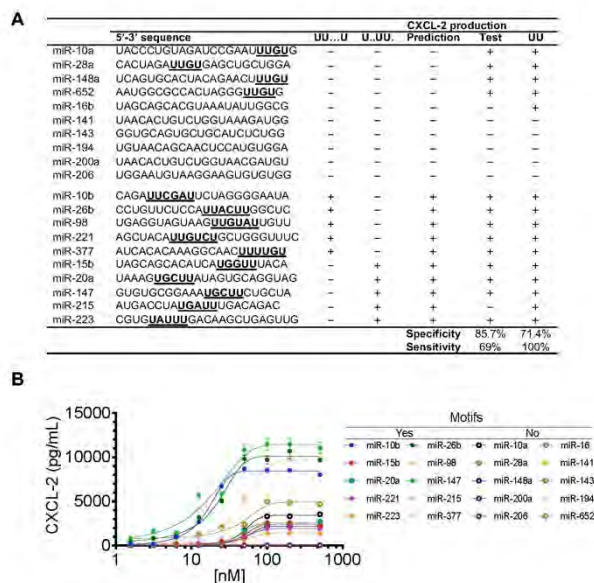 A
CXCL-2 production
5'-3' sequence UU...U U..UU. Prediction Test UU
miR-10a UACCCUGUAGAUCCGAAUUUGUG – – – + +
miR-28a CACUAGAUUGUGAGCUGCUGGA – – – + +
miR-148a UCAGUGCACUACAGAACUUUGU – – – + +
miR-652 AAUGGCGCCACUAGGGUUGUG – – – + +
miR-16b UAGCAGCACGUAAAUAUUGGCG – – – – +
miR-141 UAACACUGUCUGGUAAAGAUGG – – – – –
miR-143 GGUGCAGUGCUGCAUCUCUGG – – – – –
miR-194 UGUAACAGCAACUCCAUGUGGA – – – – –
miR-200a UAACACUGUCUGGUAACGAUGU – – – – –
miR-206 UGGAAUGUAAGGAAGUGUGUGG – – – – –
miR-10b CAGAUUCGAUUCUAGGGGAAUA + – + + +
miR-26b CCUGUUCUCCAUUACUUGGCUC + – + + +
miR-98 UGAGGUAGUAAGUUGUAUUGUU + – + + +
miR-221 AGCUACAUUGUCUGCUGGGUUUC + – + + +
miR-377 AUCACACAAAGGCAACUUUUGU + – + + +
miR-15b UAGCAGCACAUCAUGGUUUACA – + + + +
miR-20a UAAAGUGCUUAUAGUGCAGGUAG – + + + +
miR-147 GUGUGCGGAAAUGCUUCUGCUA – + + + +
miR-215 AUGACCUAUGAUUUGACAGAC – + + – +
miR-223 CGUGUAUUUGACAAGCUGAGUUG – + + + +
Specificity 85.7% 71.4%
Sensitivity 69% 100%
B
CXCL-2 (pg/mL)
15000
10000
5000
0
1 10 100 1000
[nM]
Motifs
Yes No
miR-10b miR-26b miR-10a miR-16
miR-15b miR-98 miR-28a miR-141
miR-20a miR-147 miR-148a miR-143
miR-221 miR-215 miR-200a miR-194
miR-223 miR-377 miR-206 miR-652